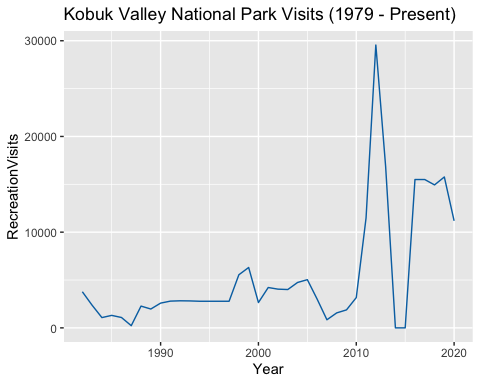 Kobuk Valley National Park Visits (1979 - Present)
30000
20000
10000
0
RecreationVisits
1990 2000 2010 2020
Year